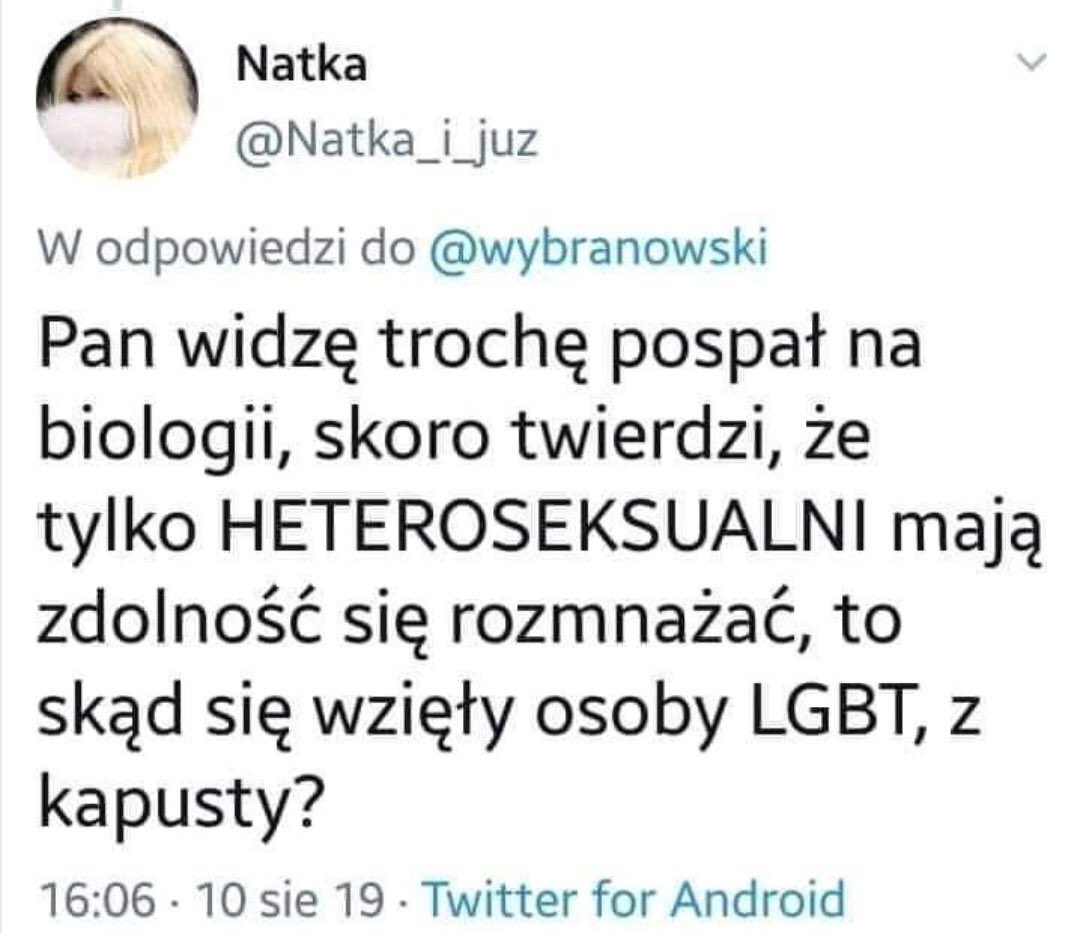 Natka
@Natka_i_juz
W odpowiedzi do @wybranowski
Pan widzę trochę pospał na
biologii, skoro twierdzi, że
tylko HETEROSEKSUALNI mają
zdolność się rozmnażać, to
skąd się wzięły osoby LGBT, z
kapusty?
16:06 · 10 sie 19 · Twitter for Android